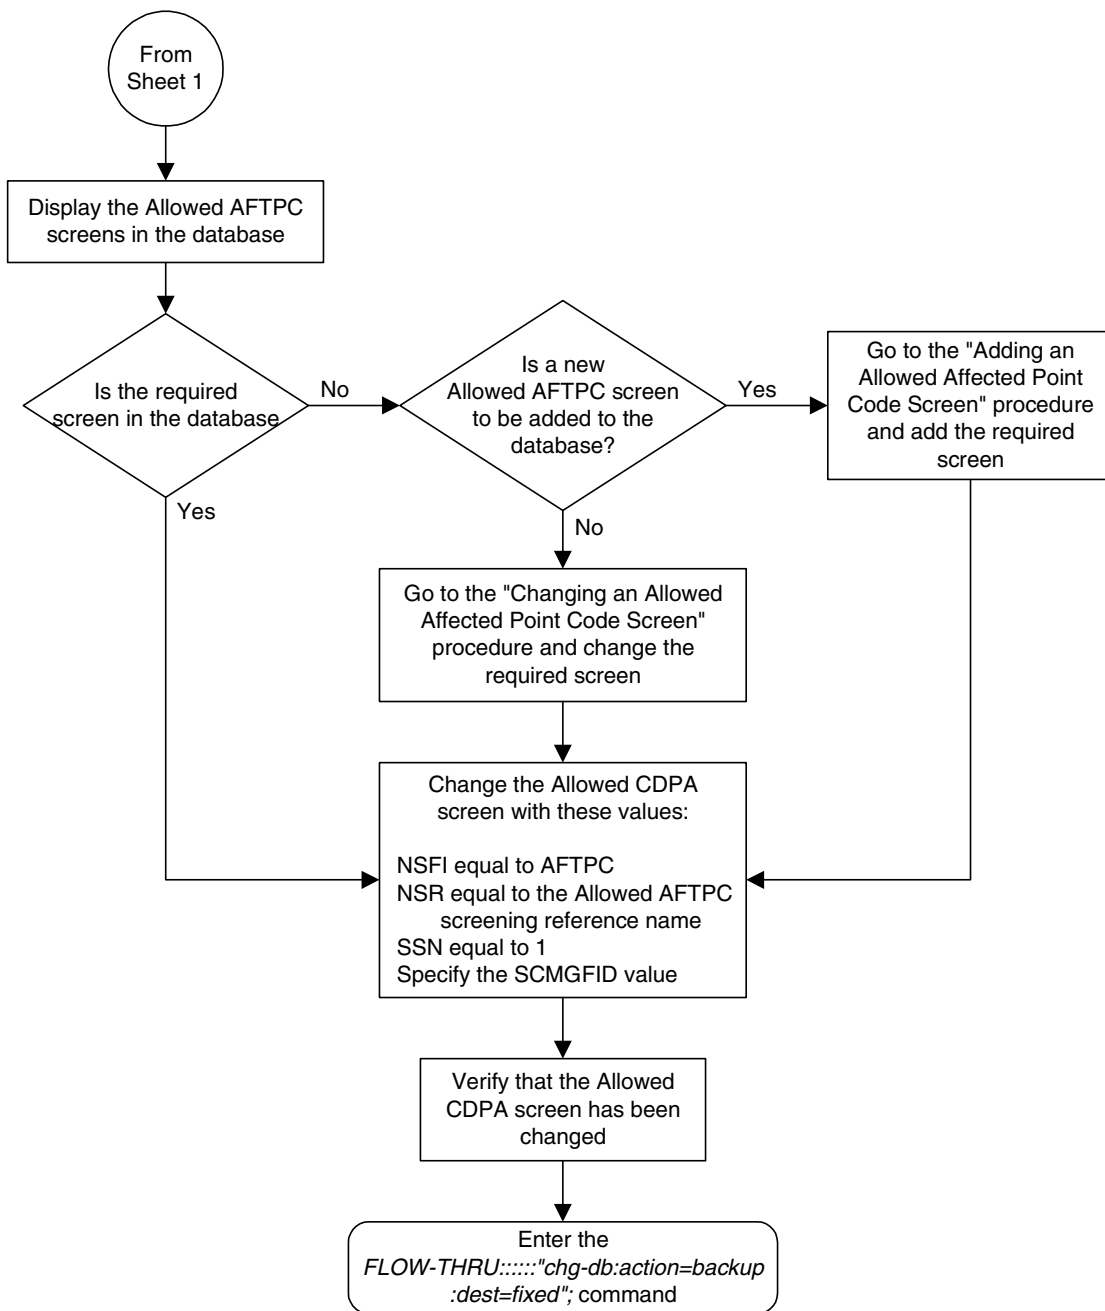 From
Sheet 1
Display the Allowed AFTPC
screens in the database
Is the required
screen in the database
No
Yes
Is a new
Allowed AFTPC screen
to be added to the
database?
Yes
No
Go to the "Adding an
Allowed Affected Point
Code Screen" procedure
and add the required
screen
Go to the "Changing an Allowed
Affected Point Code Screen"
procedure and change the
required screen
Change the Allowed CDPA
screen with these values:
NSFI equal to AFTPC
NSR equal to the Allowed AFTPC
screening reference name
SSN equal to 1
Specify the SCMGFID value
Verify that the Allowed
CDPA screen has been
changed
Enter the
FLOW-THRU::::::"chg-db:action=backup
:dest=fixed"; command